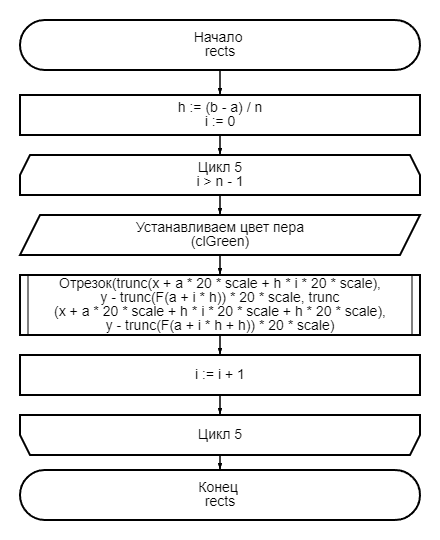 Начало
rects
h := (b - a) / n
i := 0
Цикл 5
i > n - 1
Устанавливаем цвет пера
(clGreen)
Отрезок(trunc(x + a * 20 * scale + h * i * 20 * scale),
y - trunc(F(a + i * h)) * 20 * scale, trunc
(x + a * 20 * scale + h * i * 20 * scale + h * 20 * scale),
y - trunc(F(a + i * h + h)) * 20 * scale)
i := i + 1
Цикл 5
Конец
rects